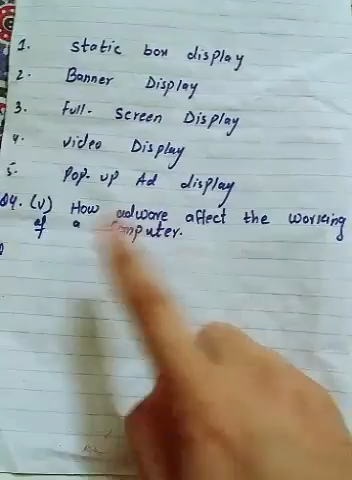 1. Static box display
2. Banner Display
3. Full-Screen Display
4. Video Display
5. Pop-up Ad display
Q4.(v) How affect the working
of a